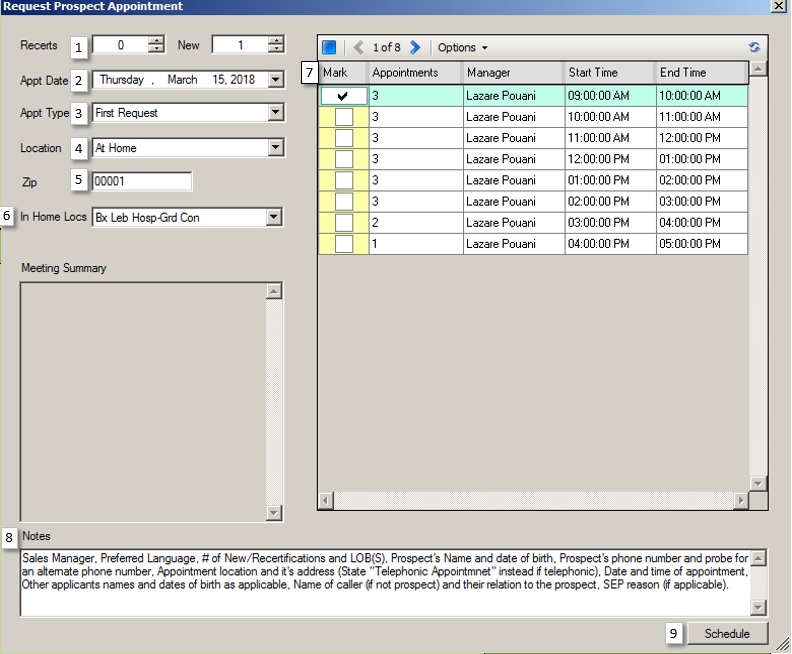 Request Prospect Appointment
Recerts 1 0 New 1
Appt Date 2 Thursday , March 15, 2018
Appt Type 3 First Request
Location 4 At Home
Zip 5 00001
6 In Home Locs Bx Leb Hosp-Grd Con
Meeting Summary
1 of 8 Options
7 Mark Appointments Manager Start Time End Time
3 Lazare Pouani 09:00:00 AM 10:00:00 AM
3 Lazare Pouani 10:00:00 AM 11:00:00 AM
3 Lazare Pouani 11:00:00 AM 12:00:00 PM
3 Lazare Pouani 12:00:00 PM 01:00:00 PM
3 Lazare Pouani 01:00:00 PM 02:00:00 PM
3 Lazare Pouani 02:00:00 PM 03:00:00 PM
2 Lazare Pouani 03:00:00 PM 04:00:00 PM
1 Lazare Pouani 04:00:00 PM 05:00:00 PM
8 Notes
Sales Manager, Preferred Language, # of New/Recertifications and LOB(S), Prospect's Name and date of birth, Prospect's phone number and probe for
an alternate phone number, Appointment location and it's address (State "Telephonic Appointmnet" instead if telephonic), Date and time of appointment,
Other applicants names and dates of birth as applicable, Name of caller (if not prospect) and their relation to the prospect, SEP reason (if applicable).
9 Schedule